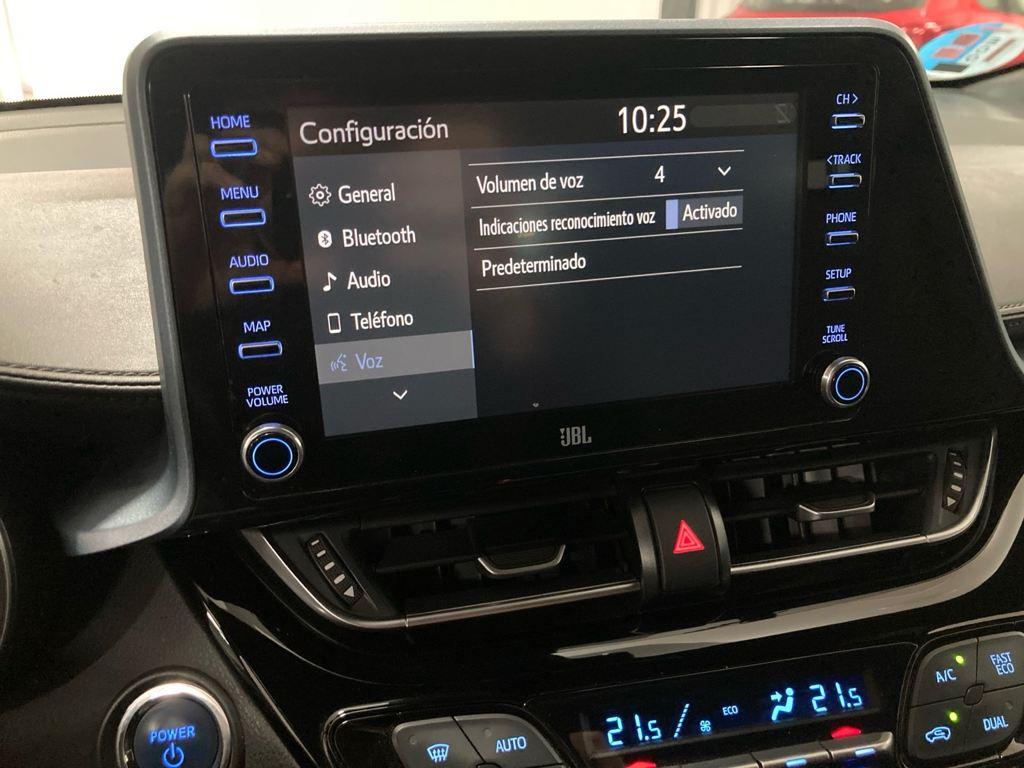 HOME
MENU
AUDIO
MAP
POWER
VOLUME
Configuración
10:25
General
Bluetooth
Audio
Teléfono
Voz
Volumen de voz 4
Indicaciones reconocimiento voz Activado
Predeterminado
CH>
<TRACK
PHONE
SETUP
TUNE
SCROLL
JBL
POWER
AUTO
21.5
ECO
21.5
A/C
FAST
ECO
DUAL